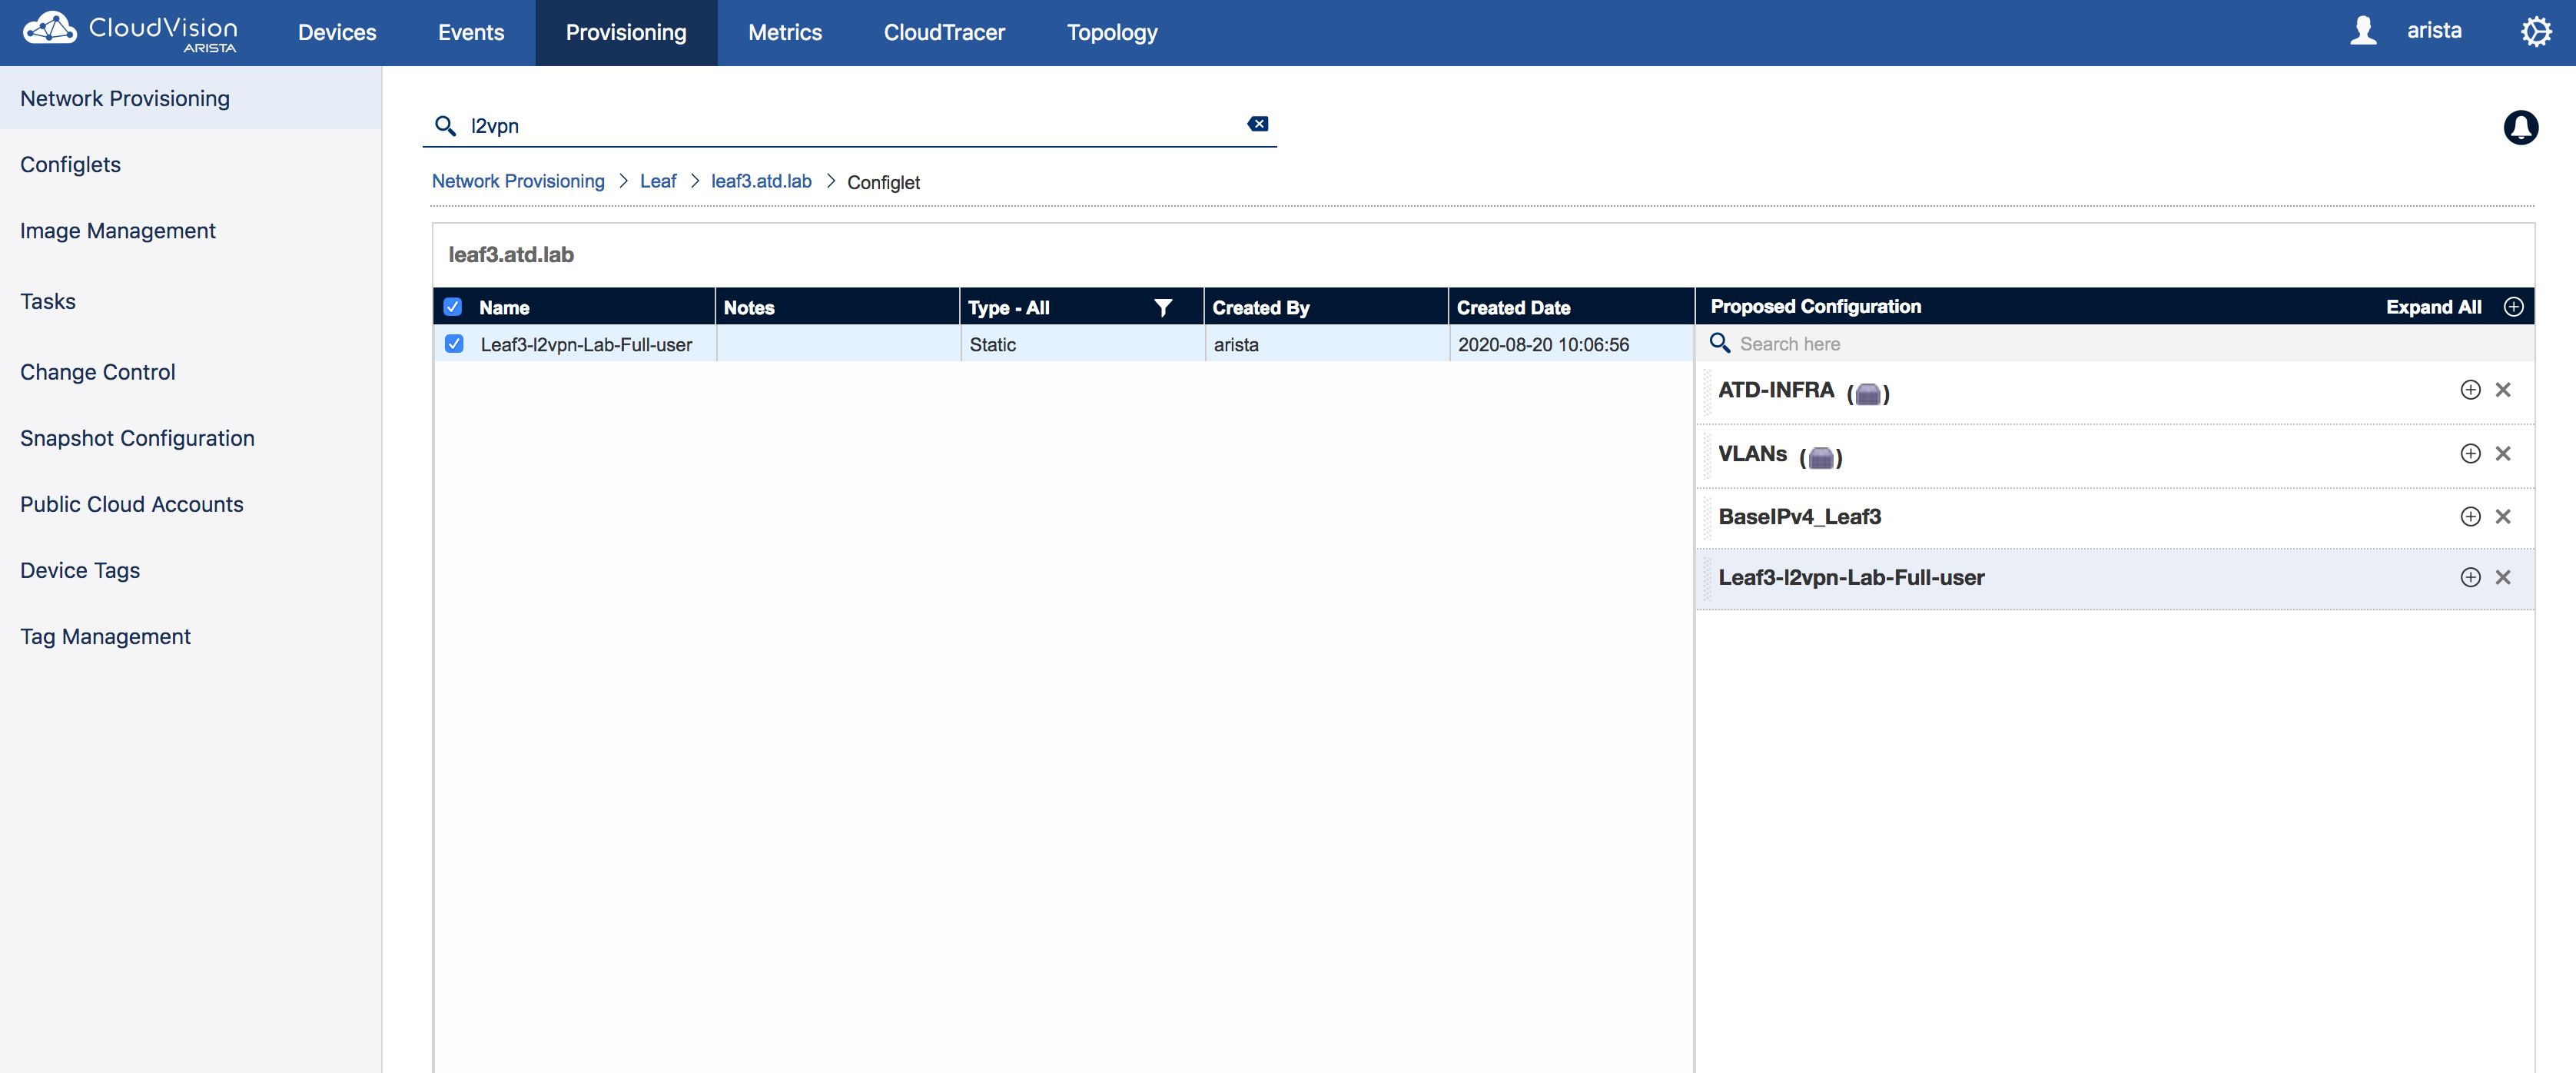 CloudVision
ARISTA
Devices
Events
Provisioning
Metrics
CloudTracer
Topology
arista
Network Provisioning
Configlets
Image Management
Tasks
Change Control
Snapshot Configuration
Public Cloud Accounts
Device Tags
Tag Management
l2vpn
Network Provisioning > Leaf > leaf3.atd.lab > Configlet
leaf3.atd.lab
Name Notes Type - All Created By Created Date
Leaf3-l2vpn-Lab-Full-user Static arista 2020-08-20 10:06:56
Proposed Configuration Expand All
Search here
ATD-INFRA ( )
VLANs ( )
BaseIPv4_Leaf3
Leaf3-l2vpn-Lab-Full-user